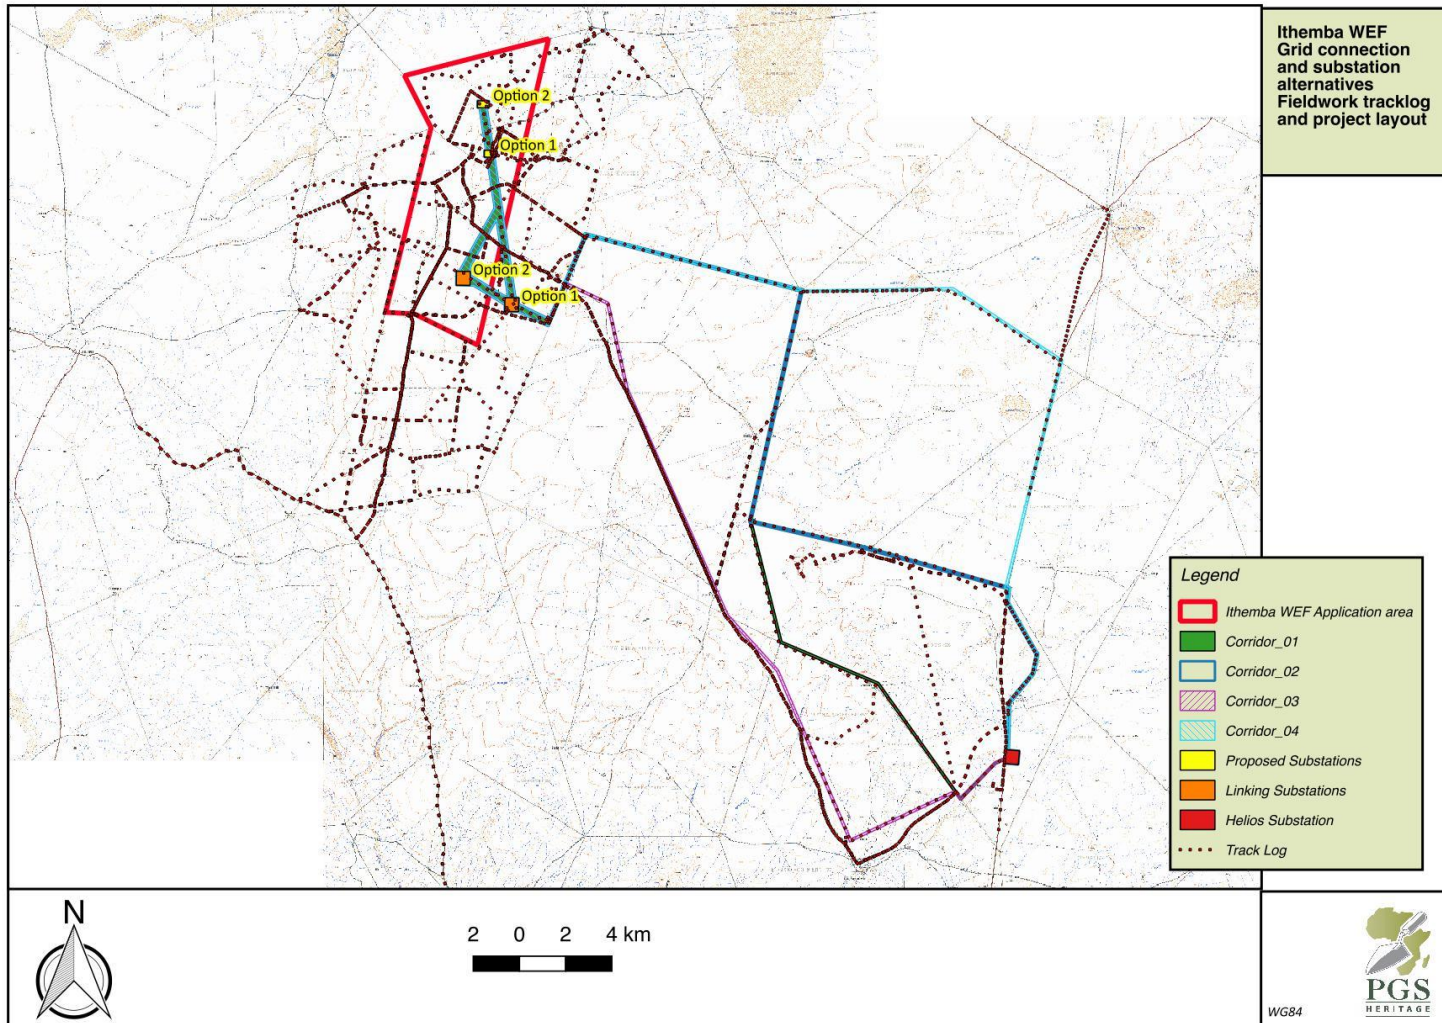 Ithemba WEF
Grid connection
and substation
alternatives
Fieldwork tracklog
and project layout
Option 2
Option 1
Option 2
Option 1
Legend
Ithemba WEF Application area
Corridor_01
Corridor_02
Corridor_03
Corridor_04
Proposed Substations
Linking Substations
Helios Substation
Track Log
N
2 0 2 4 km
WG84
PGS
HERITAGE